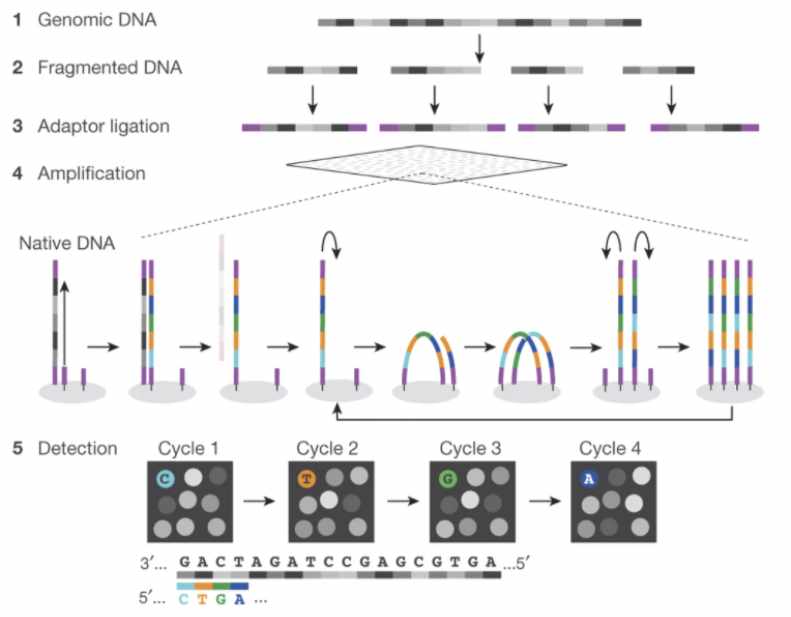 1 Genomic DNA
2 Fragmented DNA
3 Adaptor ligation
4 Amplification
Native DNA
5 Detection
Cycle 1 Cycle 2 Cycle 3 Cycle 4
C T G A
3′... G A C T A G A T C C G A G C G T G A ...5′
5′... C T G A ...